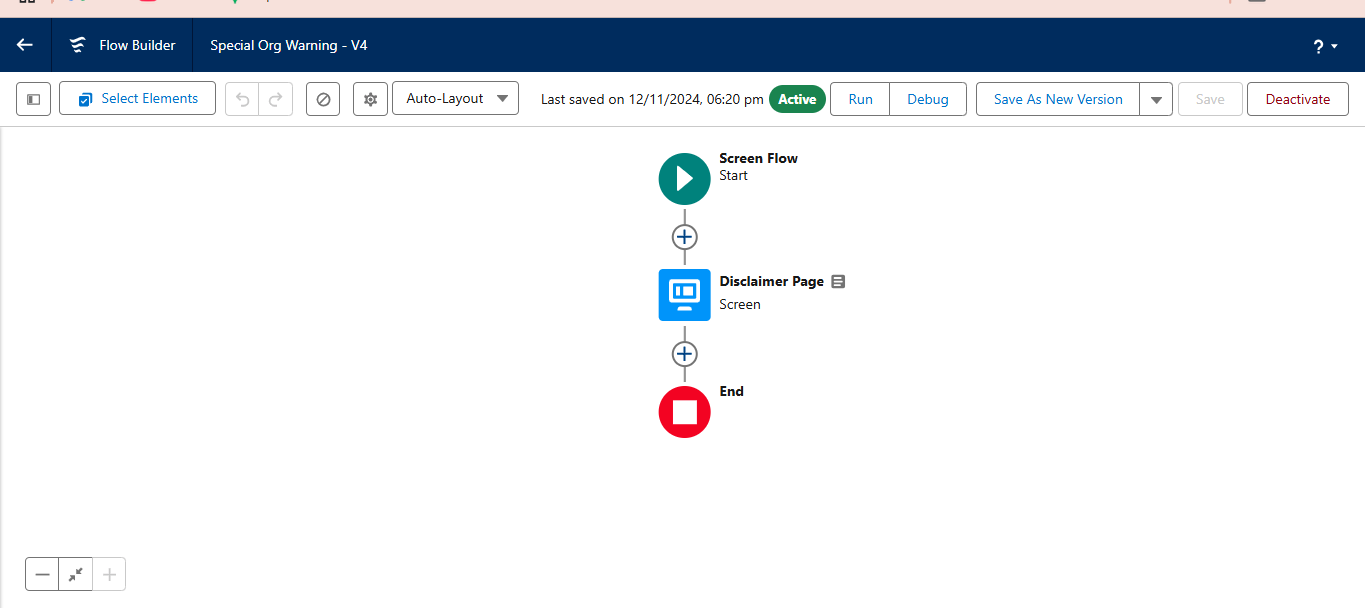 Flow Builder
Special Org Warning - V4
?
Select Elements
Auto-Layout
Last saved on 12/11/2024, 06:20 pm
Active
Run
Debug
Save As New Version
Save
Deactivate
Screen Flow
Start
Disclaimer Page
Screen
End